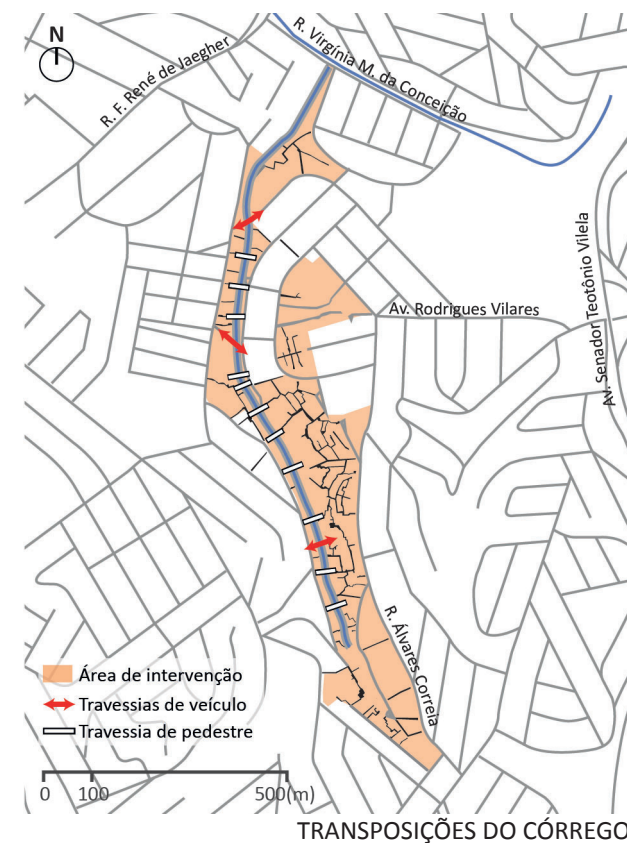 N
R. Virgínia M. da Conceição
R. F. René de Jaegher
Av. Senador Teotônio Vilela
Av. Rodrigues Vilares
R. Álvares Correia
Área de intervenção
Travessias de veículo
Travessia de pedestre
0 100 500(m)
TRANSPOSIÇÕES DO CÓRREGO